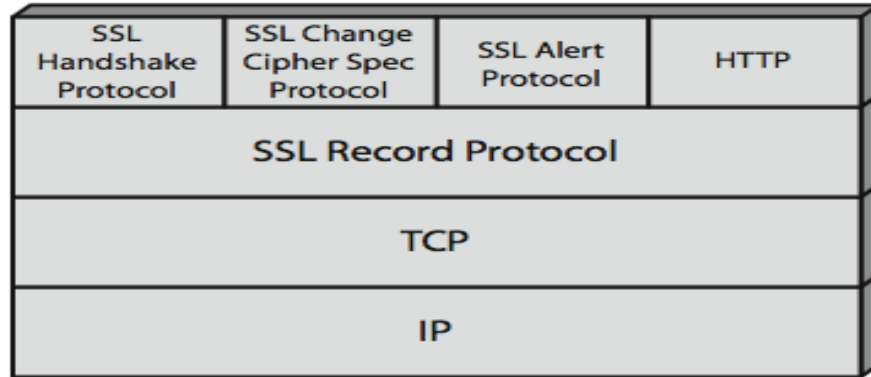 SSL
Handshake
Protocol
SSL Change
Cipher Spec
Protocol
SSL Alert
Protocol
HTTP
SSL Record Protocol
TCP
IP